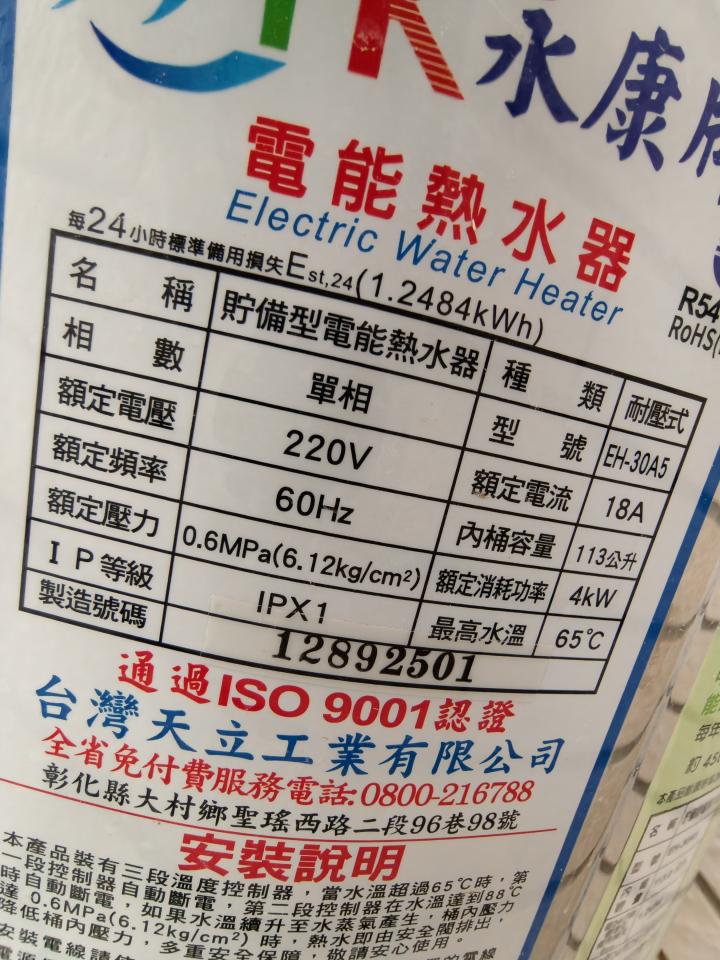 永康牌
電能熱水器
Electric Water Heater
每24小時標準備用損失Est,24(1.2484kWh)
R54
RoHS
名稱 貯備型電能熱水器 種類 耐壓式
相數 單相 型號 EH-30A5
額定電壓 220V 額定電流 18A
額定頻率 60Hz 內桶容量 113公升
額定壓力 0.6MPa(6.12kg/cm²) 額定消耗功率 4kW
IP等級 IPX1 最高水溫 65℃
製造號碼 12892501
通過ISO 9001認證
台灣天立工業有限公司
全省免付費服務電話:0800-216788
彰化縣大村鄉聖瑤西路二段96巷98號
安裝說明
本產品裝有三段溫度控制器，當水溫超過65℃時，第
一段控制器自動斷電，第二段控制器在水溫達到88℃
時自動斷電，如果水溫續升至水蒸氣產生，桶內壓力
達 0.6MPa(6.12kg/cm²) 時，熱水即由安全閥排出，
降低桶內壓力，多重安全保障，敬請安心使用。
安裝電線請